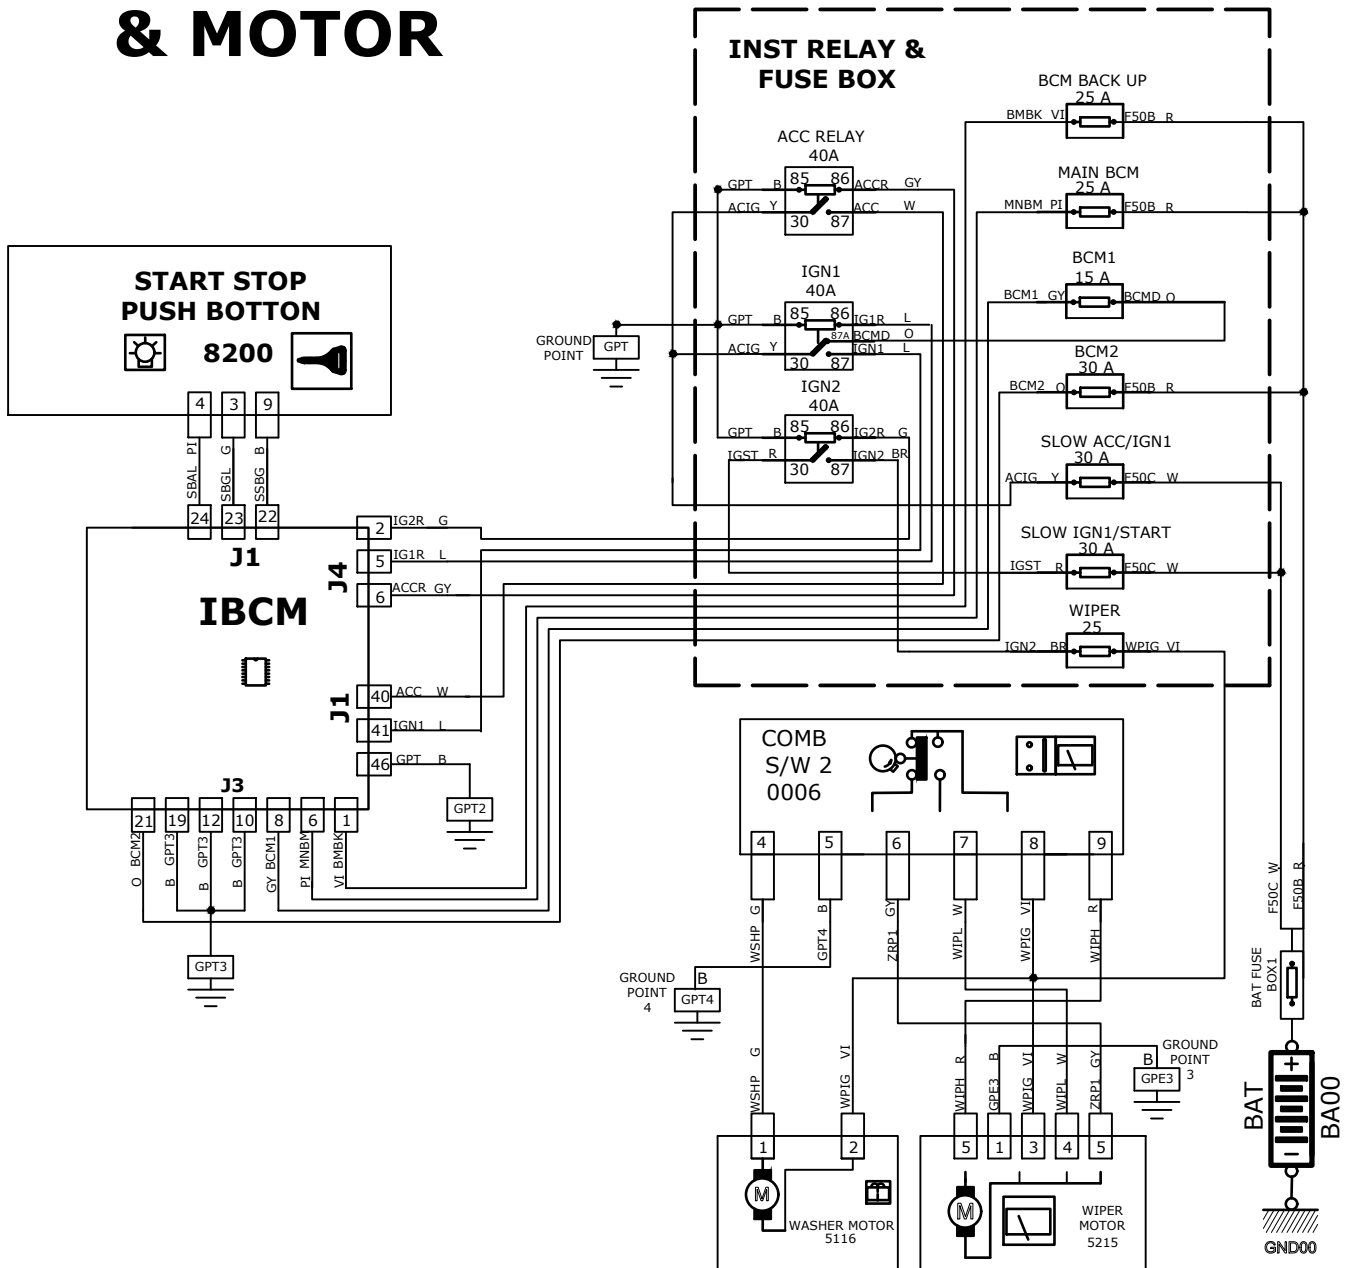 & MOTOR
INST RELAY &
FUSE BOX
BCM BACK UP
25 A
BMBK VI
F50B R
ACC RELAY
40A
85 86
GPT B
ACCR GY
ACIG Y
ACC W
30 87
MAIN BCM
25 A
MNBM PI
F50B R
START STOP
PUSH BOTTON
8200
4 3 9
IGN1
40A
85 86
GPT B
IG1R L
87A
BCMD O
ACIG Y
IGN1 L
30 87
GROUND
POINT
GPT
BCM1
15 A
BCM1 GY
BCMD O
IGN2
40A
85 86
GPT B
IG2R G
IGST R
IGN2 BR
30 87
BCM2
30 A
BCM2 O
F50B R
SLOW ACC/IGN1
30 A
ACIG Y
F50C W
SLOW IGN1/START
30 A
IGST R
F50C W
WIPER
25
IGN2 BR
WPIG VI
SBAL PI
SBGL G
SSBG B
24 23 22
J1
IBCM
J4
2 IG2R G
5 IG1R L
6 ACCR GY
J1
40 ACC W
41 IGN1 L
46 GPT B
GPT2
J3
21 19 12 10 8 6 1
O BCM2
B GPT3
B GPT3
B GPT3
GY BCM1
PI MNBM
VI BMBK
GPT3
COMB
S/W 2
0006
4 5 6 7 8 9
WSHP G
GPT4 B
ZRP1 GY
WIPL W
WPIG VI
WIPH R
GROUND
POINT
4
B
GPT4
F50C W
F50B R
BAT FUSE
BOX1
WSHP G
WPIG VI
WIPH R
GPE3 B
WPIG VI
WIPL W
ZRP1 GY
GROUND
POINT
3
B
GPE3
1 2
5 1 3 4 5
M
WASHER MOTOR
5116
M
WIPER
MOTOR
5215
BAT
+
−
BA00
GND00